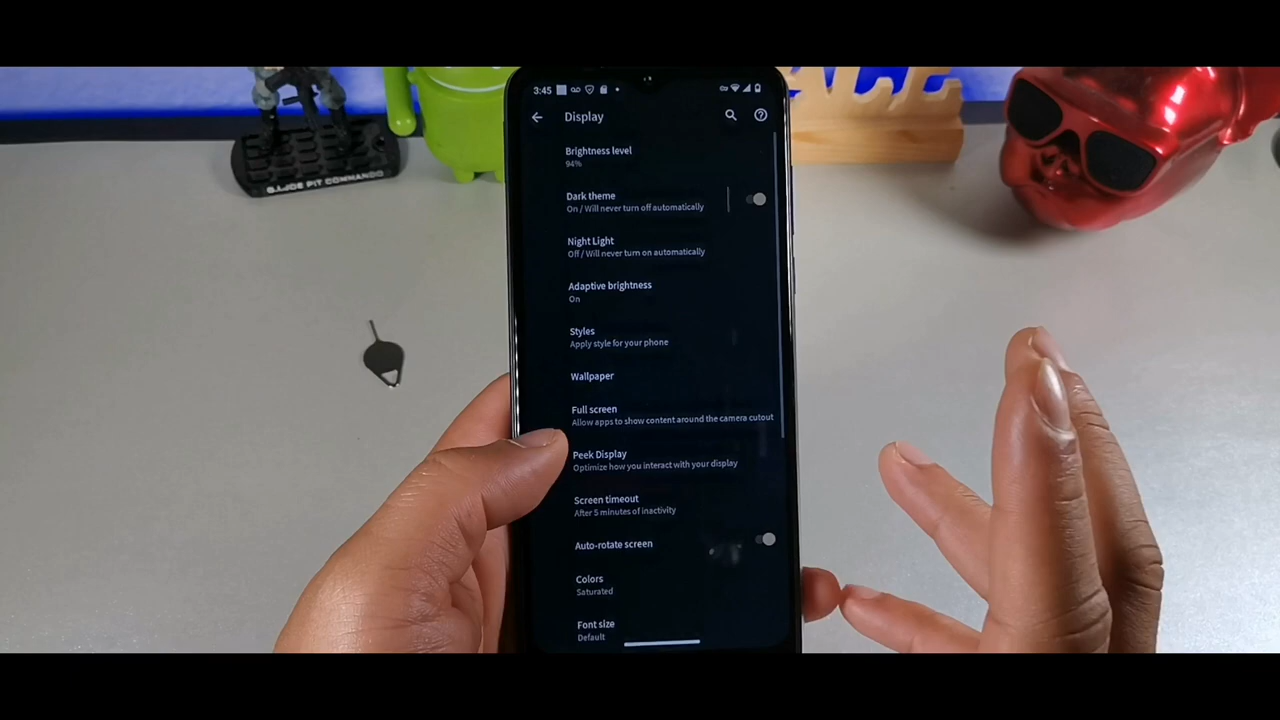 3:45
Display
Brightness level
94%
Dark theme
On / Will never turn off automatically
Night Light
Off / Will never turn on automatically
Adaptive brightness
On
Styles
Apply style for your phone
Wallpaper
Full screen
Allow apps to show content around the camera cutout
Peek Display
Optimize how you interact with your display
Screen timeout
After 5 minutes of inactivity
Auto-rotate screen
Colors
Saturated
Font size
Default
G.I.JOE PIT COMMANDO